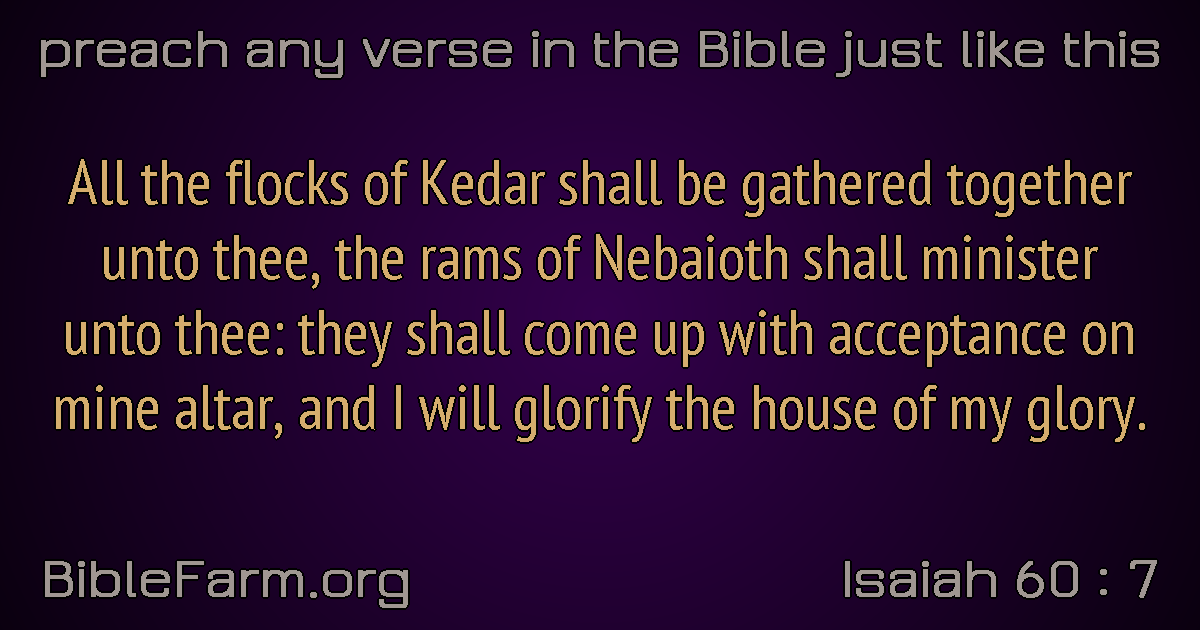 preach any verse in the Bible just like this
All the flocks of Kedar shall be gathered together
unto thee, the rams of Nebaioth shall minister
unto thee: they shall come up with acceptance on
mine altar, and I will glorify the house of my glory.
BibleFarm.org
Isaiah 60 : 7